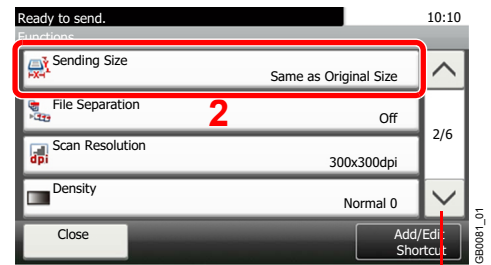 Ready to send.
10:10
Functions
Sending Size
Same as Original Size
File Separation
Off
2
Scan Resolution
300x300dpi
2/6
dpi
Density
Normal 0
Close
Add/Edit
Shortcut
GB0081_01